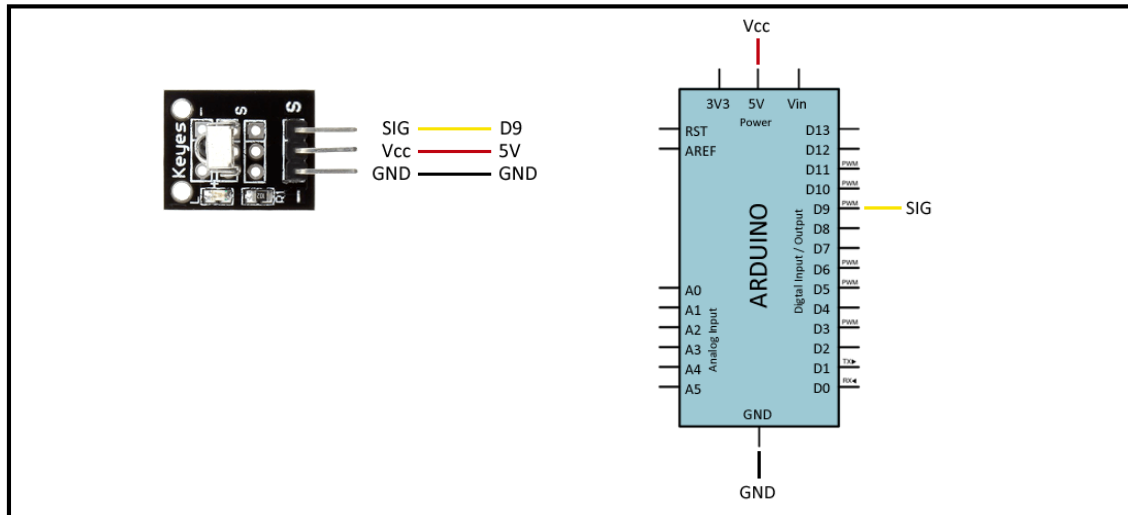 Keyes
S
S
L
R1
102
SIG D9
Vcc 5V
GND GND
Vcc
3V3 5V Vin
Power
RST
AREF
D13
D12
PWM D11
PWM D10
PWM D9
SIG
D8
D7
PWM D6
PWM D5
D4
PWM D3
D2
TX▶ D1
RX◀ D0
ARDUINO
Digtal Input / Output
A0
A1
A2
A3
A4
A5
Analog Input
GND
GND